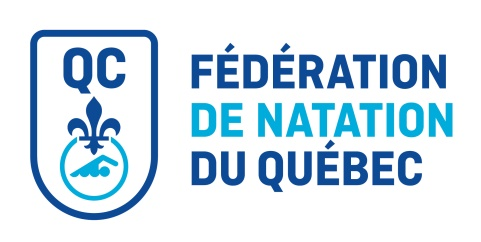 QC
FÉDÉRATION
DE NATATION
DU QUÉBEC